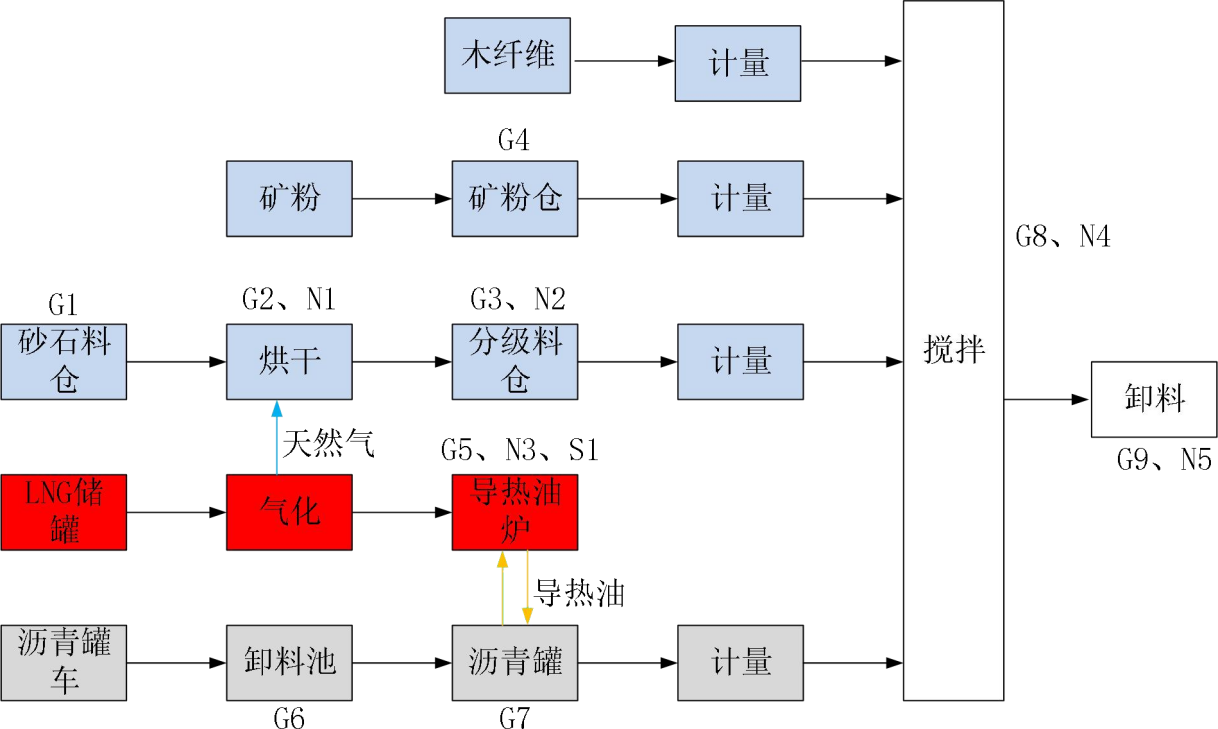 木纤维
计量
G4
矿粉
矿粉仓
计量
G8、N4
G1
G2、N1
G3、N2
砂石料
仓
烘干
分级料
仓
计量
搅拌
卸料
G9、N5
天然气
G5、N3、S1
LNG储
罐
气化
导热油
炉
导热油
沥青罐
车
卸料池
沥青罐
计量
G6
G7